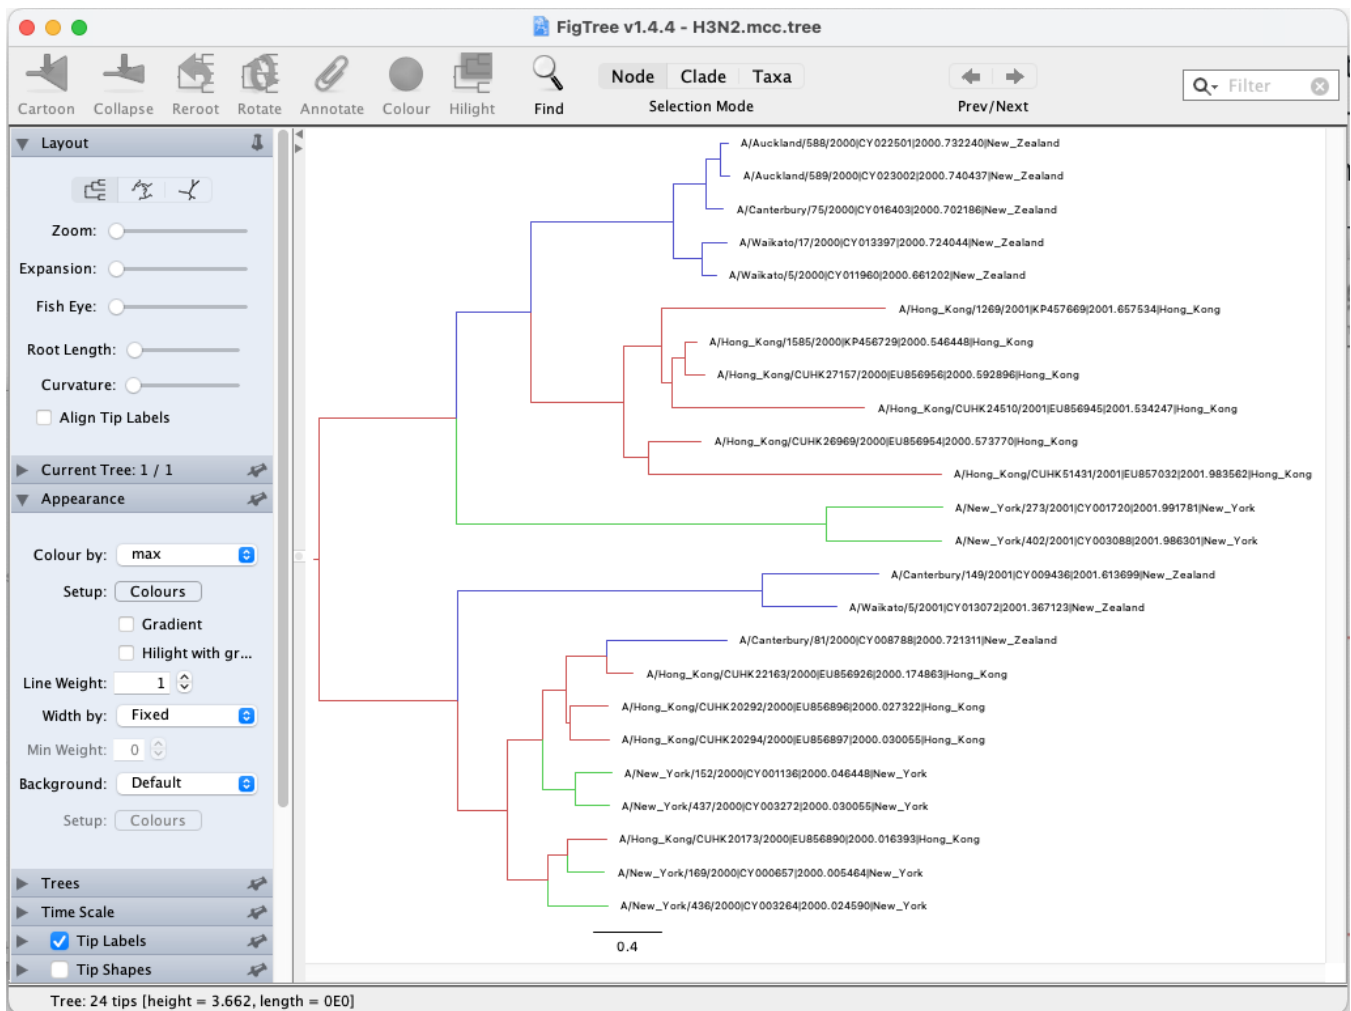 FigTree v1.4.4 - H3N2.mcc.tree
Cartoon Collapse Reroot Rotate Annotate Colour Hilight Find
Node Clade Taxa
Selection Mode
Prev/Next
Filter
Layout
Zoom:
Expansion:
Fish Eye:
Root Length:
Curvature:
Align Tip Labels
Current Tree: 1 / 1
Appearance
Colour by: max
Setup: Colours
Gradient
Hilight with gr...
Line Weight: 1
Width by: Fixed
Min Weight: 0
Background: Default
Setup: Colours
Trees
Time Scale
Tip Labels
Tip Shapes
A/Auckland/588/2000|CY022501|2000.732240|New_Zealand
A/Auckland/589/2000|CY023002|2000.740437|New_Zealand
A/Canterbury/75/2000|CY016403|2000.702186|New_Zealand
A/Waikato/17/2000|CY013397|2000.724044|New_Zealand
A/Waikato/5/2000|CY011960|2000.661202|New_Zealand
A/Hong_Kong/1269/2001|KP457669|2001.657534|Hong_Kong
A/Hong_Kong/1585/2000|KP456729|2000.546448|Hong_Kong
A/Hong_Kong/CUHK27157/2000|EU856956|2000.592896|Hong_Kong
A/Hong_Kong/CUHK24510/2001|EU856945|2001.534247|Hong_Kong
A/Hong_Kong/CUHK26969/2000|EU856954|2000.573770|Hong_Kong
A/Hong_Kong/CUHK51431/2001|EU857032|2001.983562|Hong_Kong
A/New_York/273/2001|CY001720|2001.991781|New_York
A/New_York/402/2001|CY003088|2001.986301|New_York
A/Canterbury/149/2001|CY009436|2001.613699|New_Zealand
A/Waikato/5/2001|CY013072|2001.367123|New_Zealand
A/Canterbury/81/2000|CY008788|2000.721311|New_Zealand
A/Hong_Kong/CUHK22163/2000|EU856926|2000.174863|Hong_Kong
A/Hong_Kong/CUHK20292/2000|EU856896|2000.027322|Hong_Kong
A/Hong_Kong/CUHK20294/2000|EU856897|2000.030055|Hong_Kong
A/New_York/152/2000|CY001136|2000.046448|New_York
A/New_York/437/2000|CY003272|2000.030055|New_York
A/Hong_Kong/CUHK20173/2000|EU856890|2000.016393|Hong_Kong
A/New_York/169/2000|CY000657|2000.005464|New_York
A/New_York/436/2000|CY003264|2000.024590|New_York
0.4
Tree: 24 tips [height = 3.662, length = 0E0]